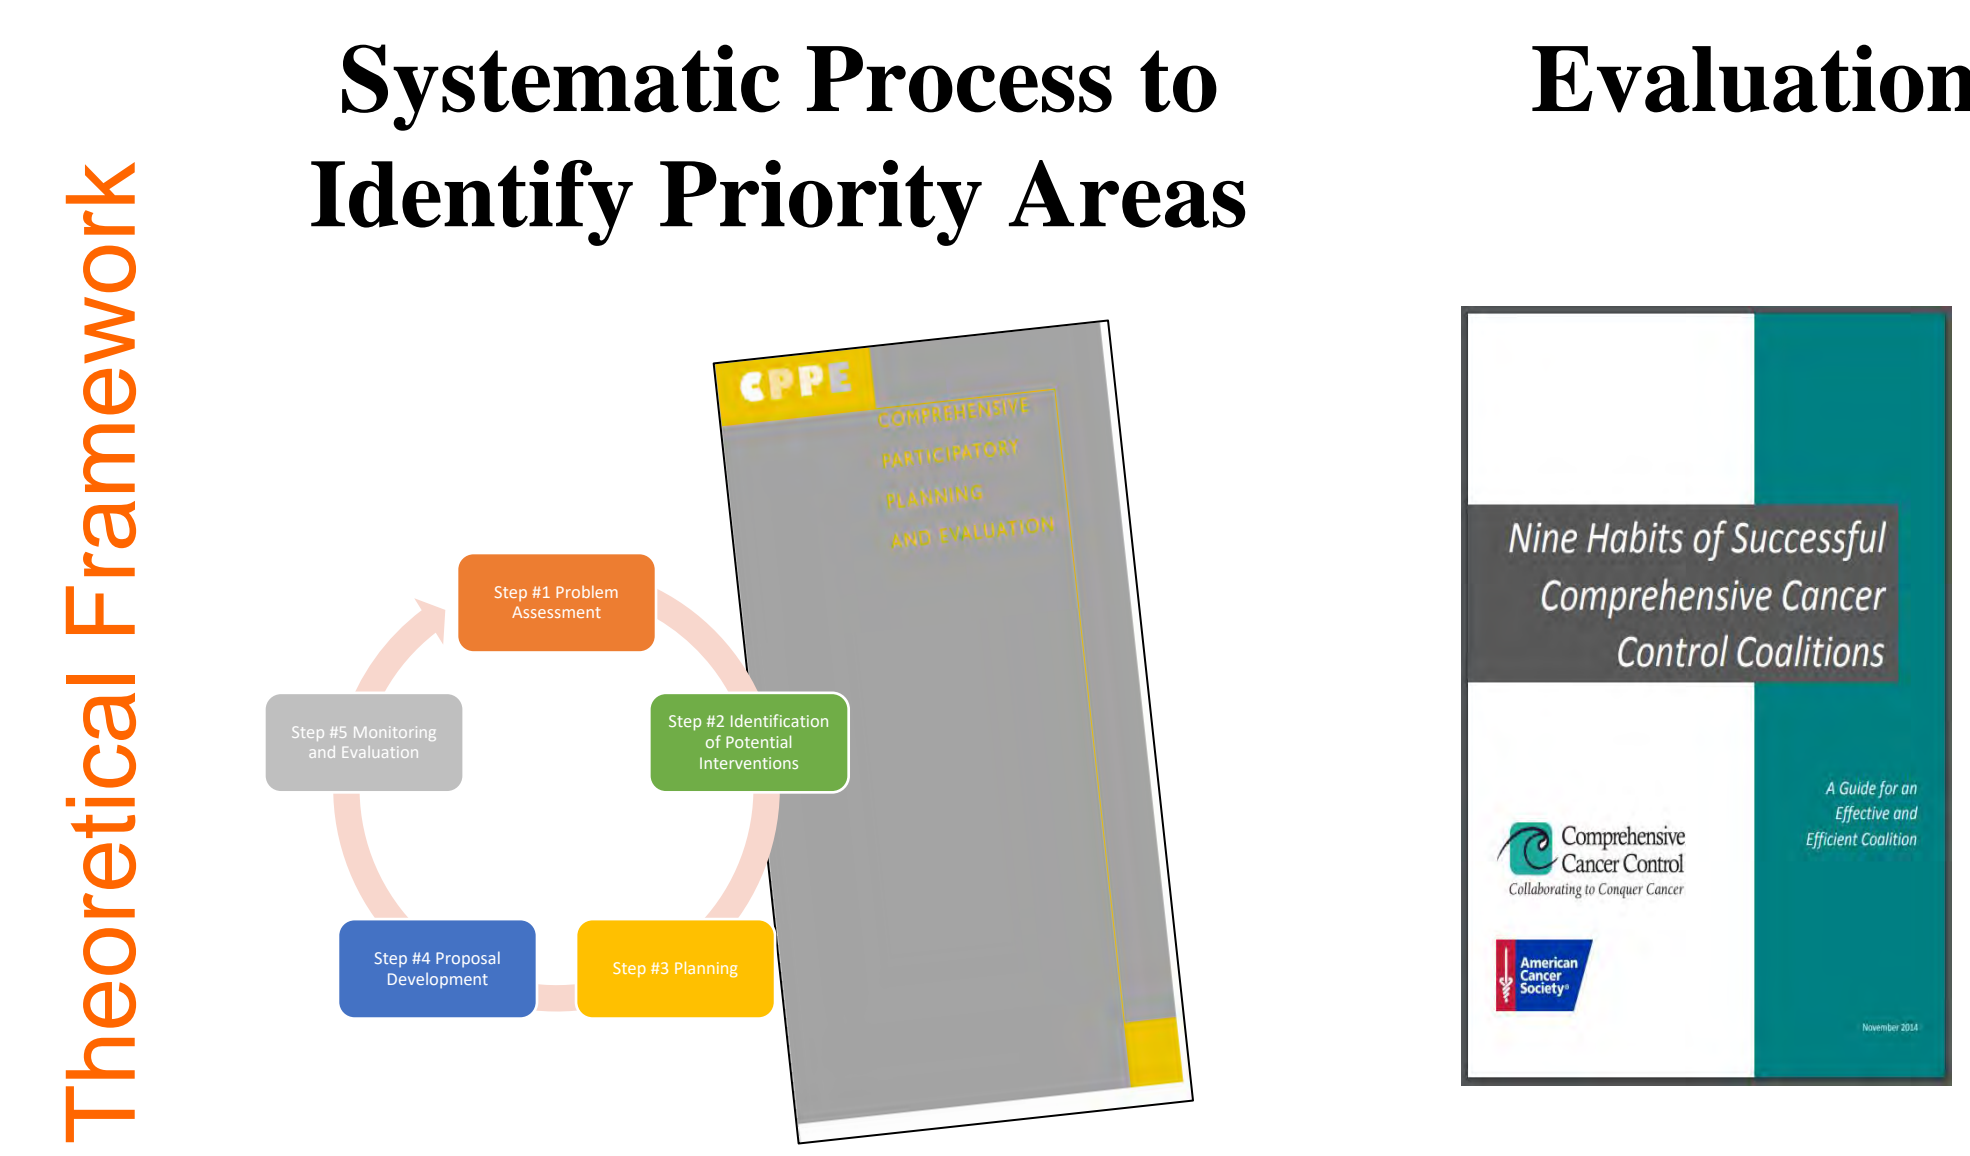 Theoretical Framework
Systematic Process to
Identify Priority Areas
Evaluation
CPPE
COMPREHENSIVE
PARTICIPATORY
PLANNING
AND EVALUATION
Step #1 Problem
Assessment
Step #2 Identification
of Potential
Interventions
Step #3 Planning
Step #4 Proposal
Development
Step #5 Monitoring
and Evaluation
Nine Habits of Successful
Comprehensive Cancer
Control Coalitions
A Guide for an
Effective and
Efficient Coalition
Comprehensive
Cancer Control
Collaborating to Conquer Cancer
American
Cancer
Society®
November 2014